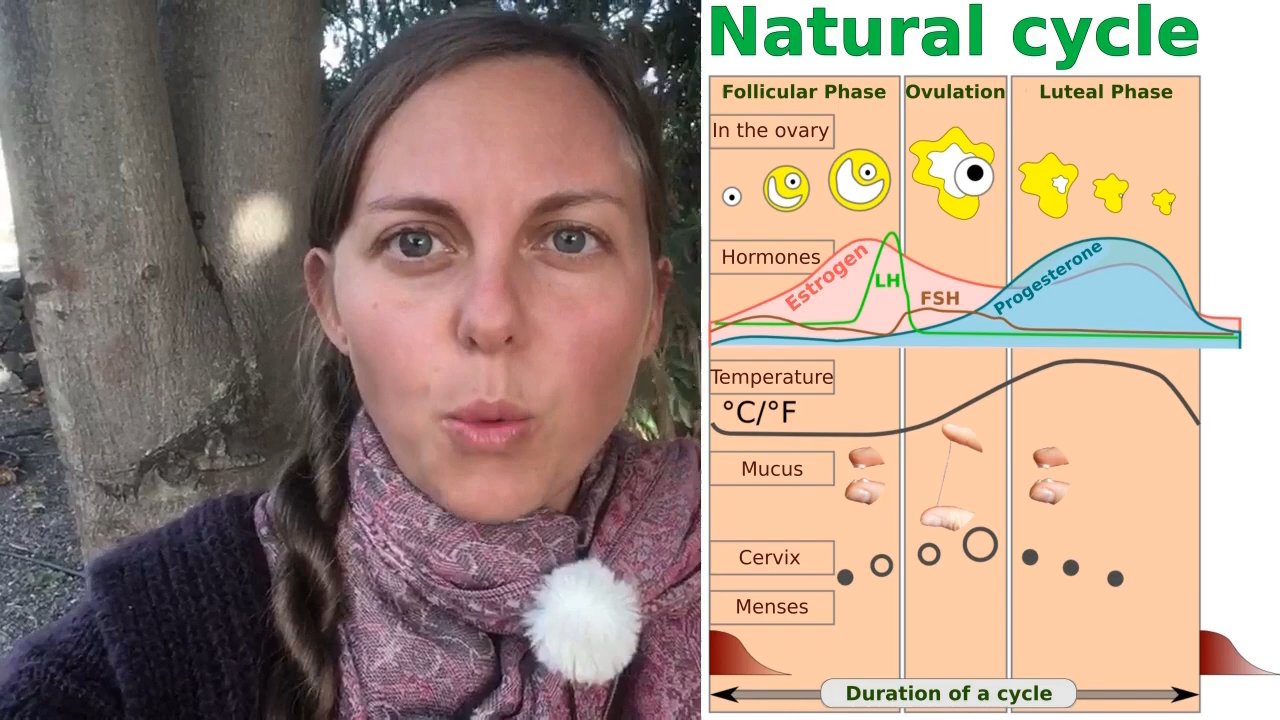 Natural cycle
Follicular Phase
Ovulation
Luteal Phase
In the ovary
Hormones
Estrogen
LH
FSH
Progesterone
Temperature
°C/°F
Mucus
Cervix
Menses
Duration of a cycle